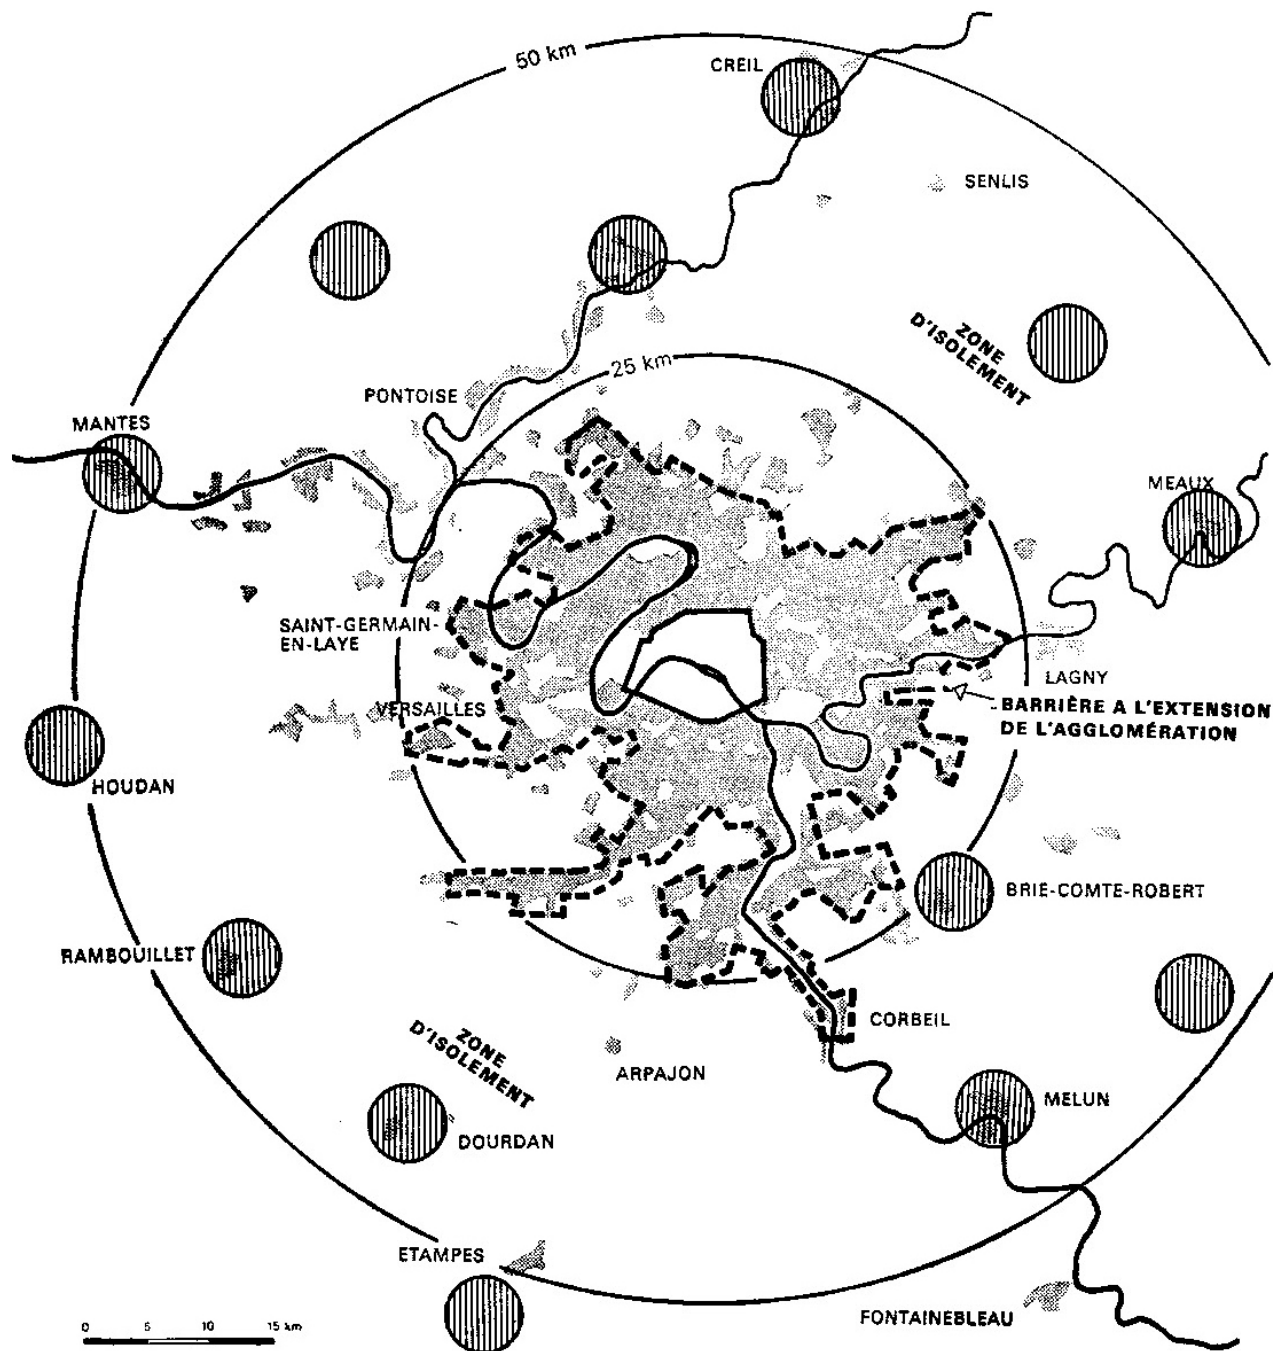 50 km
CREIL
SENLIS
ZONE
D'ISOLEMENT
25 km
PONTOISE
MANTES
MEAUX
SAINT-GERMAIN-
EN-LAYE
LAGNY
VERSAILLES
BARRIÈRE A L'EXTENSION
DE L'AGGLOMÉRATION
HOUDAN
BRIE-COMTE-ROBERT
RAMBOUILLET
CORBEIL
ZONE
D'ISOLEMENT
ARPAJON
MELUN
DOURDAN
ETAMPES
FONTAINEBLEAU
0 5 10 15 km